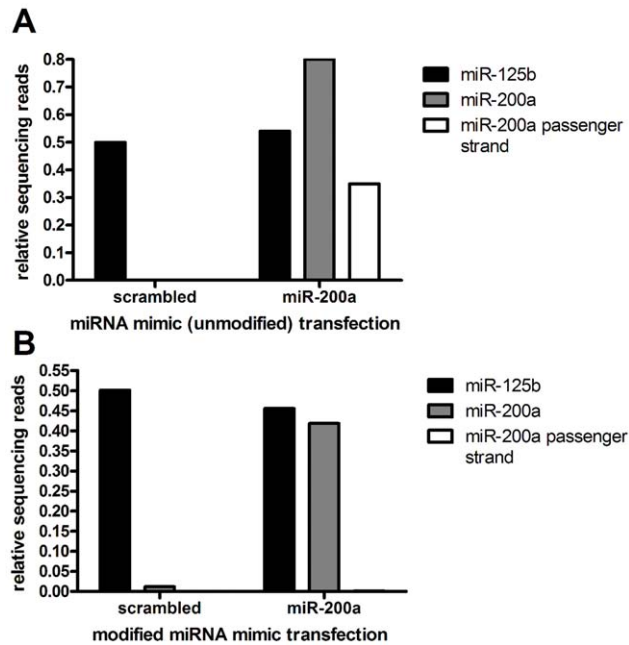 A
relative sequencing reads
0.8
0.7
0.6
0.5
0.4
0.3
0.2
0.1
0.0
scrambled
miR-200a
miRNA mimic (unmodified) transfection
miR-125b
miR-200a
miR-200a passenger
strand
B
relative sequencing reads
0.55
0.50
0.45
0.40
0.35
0.30
0.25
0.20
0.15
0.10
0.05
0.00
scrambled
miR-200a
modified miRNA mimic transfection
miR-125b
miR-200a
miR-200a passenger
strand